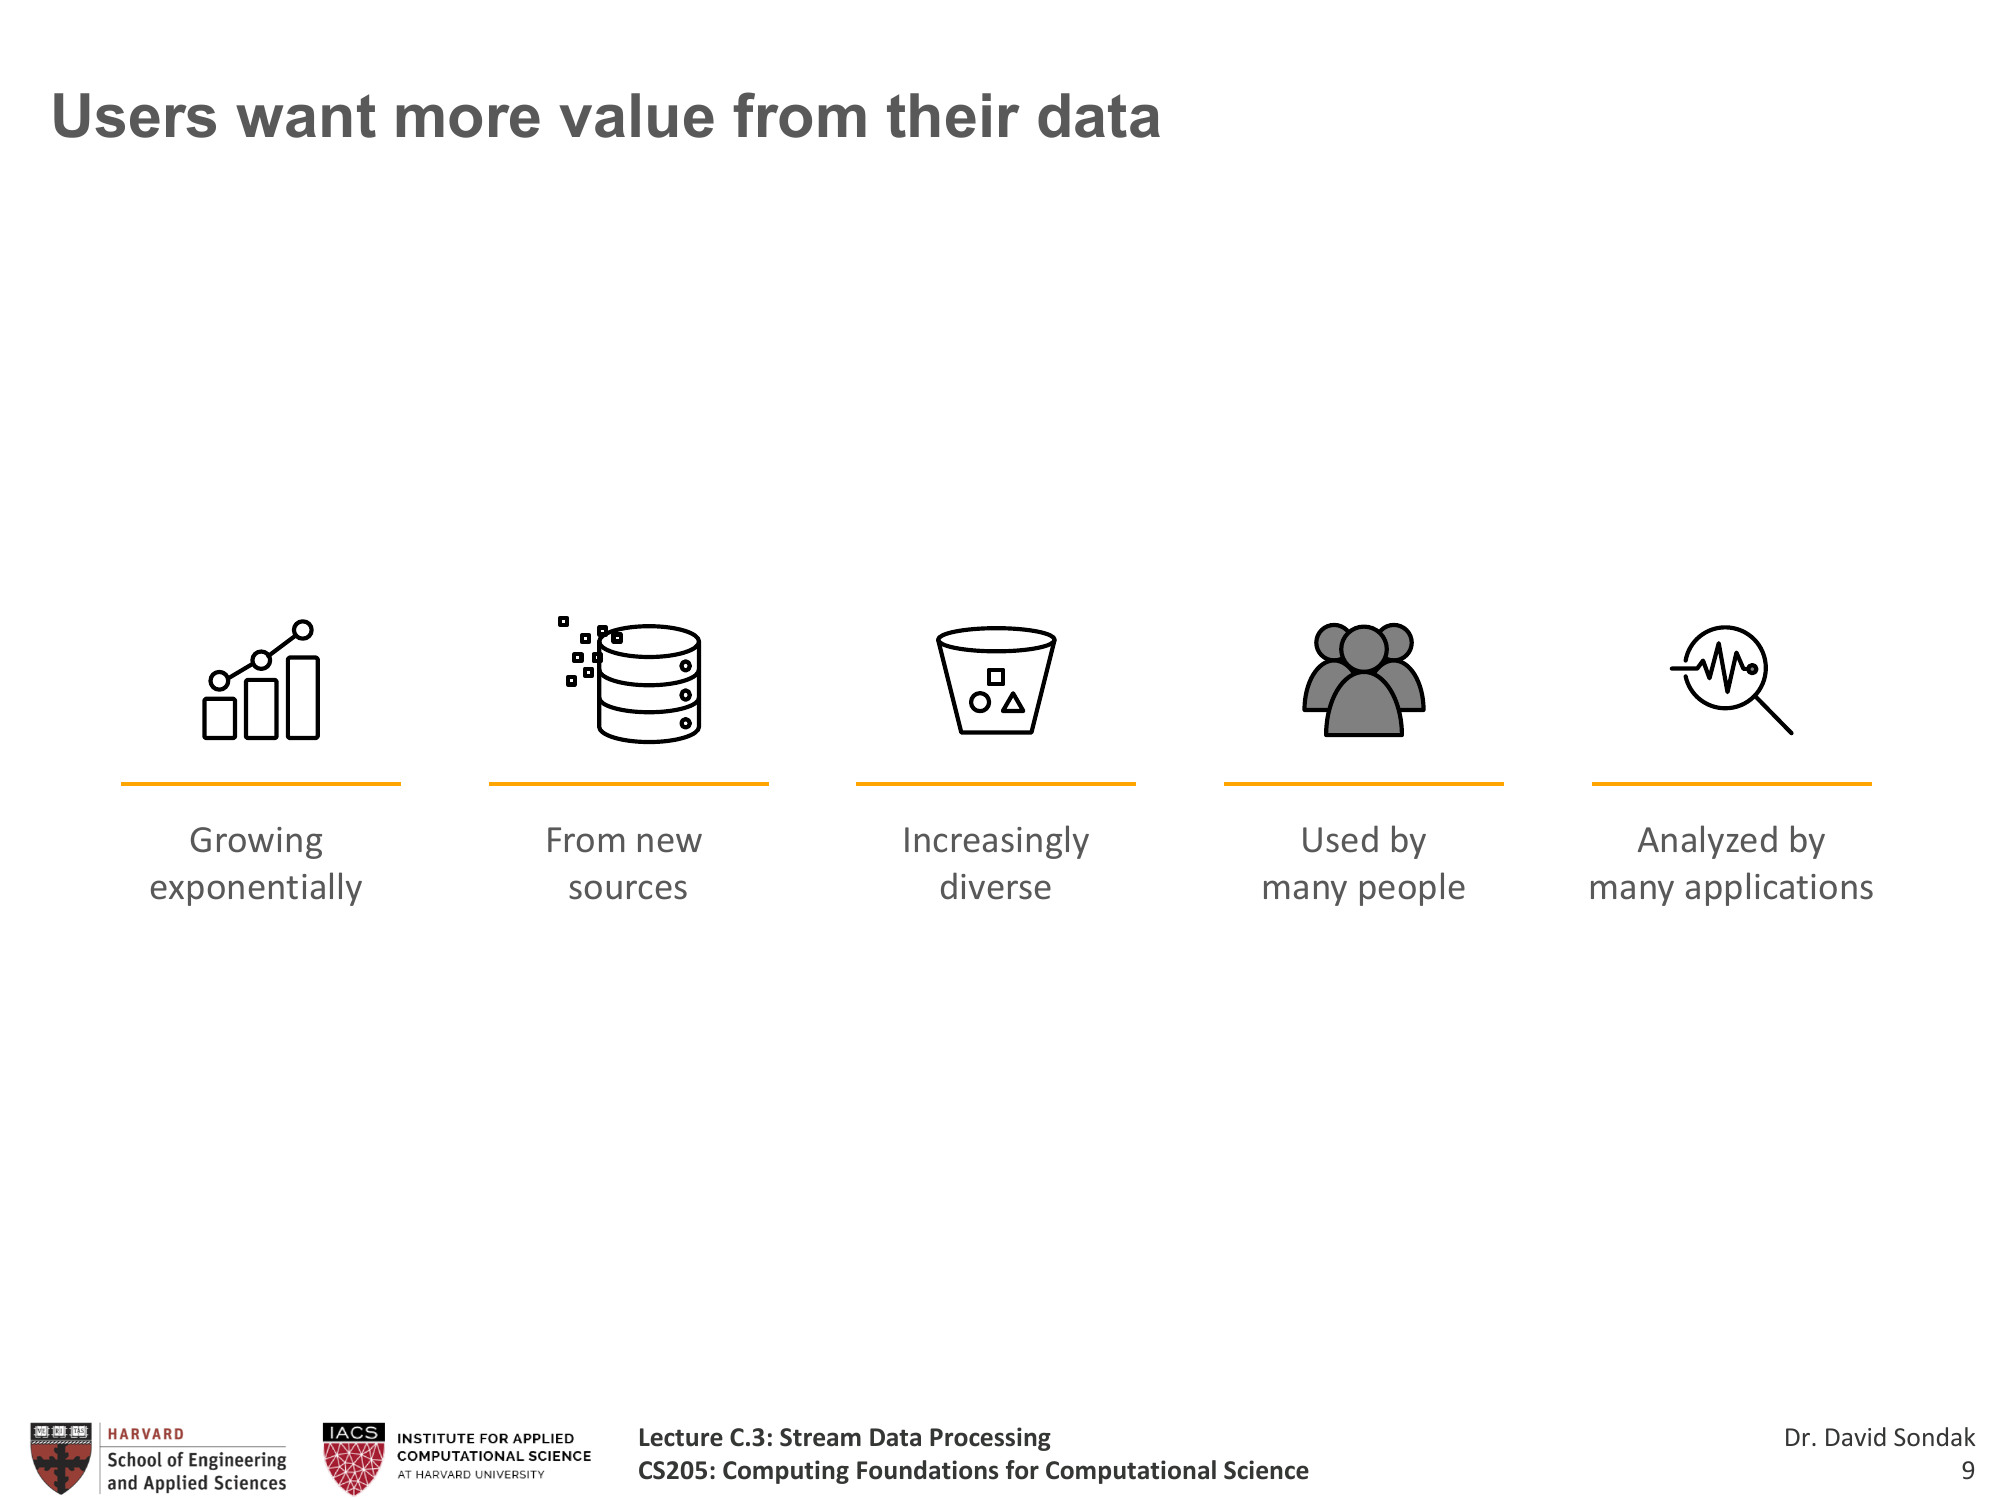 Users want more value from their data
Growing
exponentially
From new
sources
Increasingly
diverse
Used by
many people
Analyzed by
many applications
HARVARD
School of Engineering
and Applied Sciences
IACS
INSTITUTE FOR APPLIED
COMPUTATIONAL SCIENCE
AT HARVARD UNIVERSITY
Lecture C.3: Stream Data Processing
CS205: Computing Foundations for Computational Science
Dr. David Sondak
9